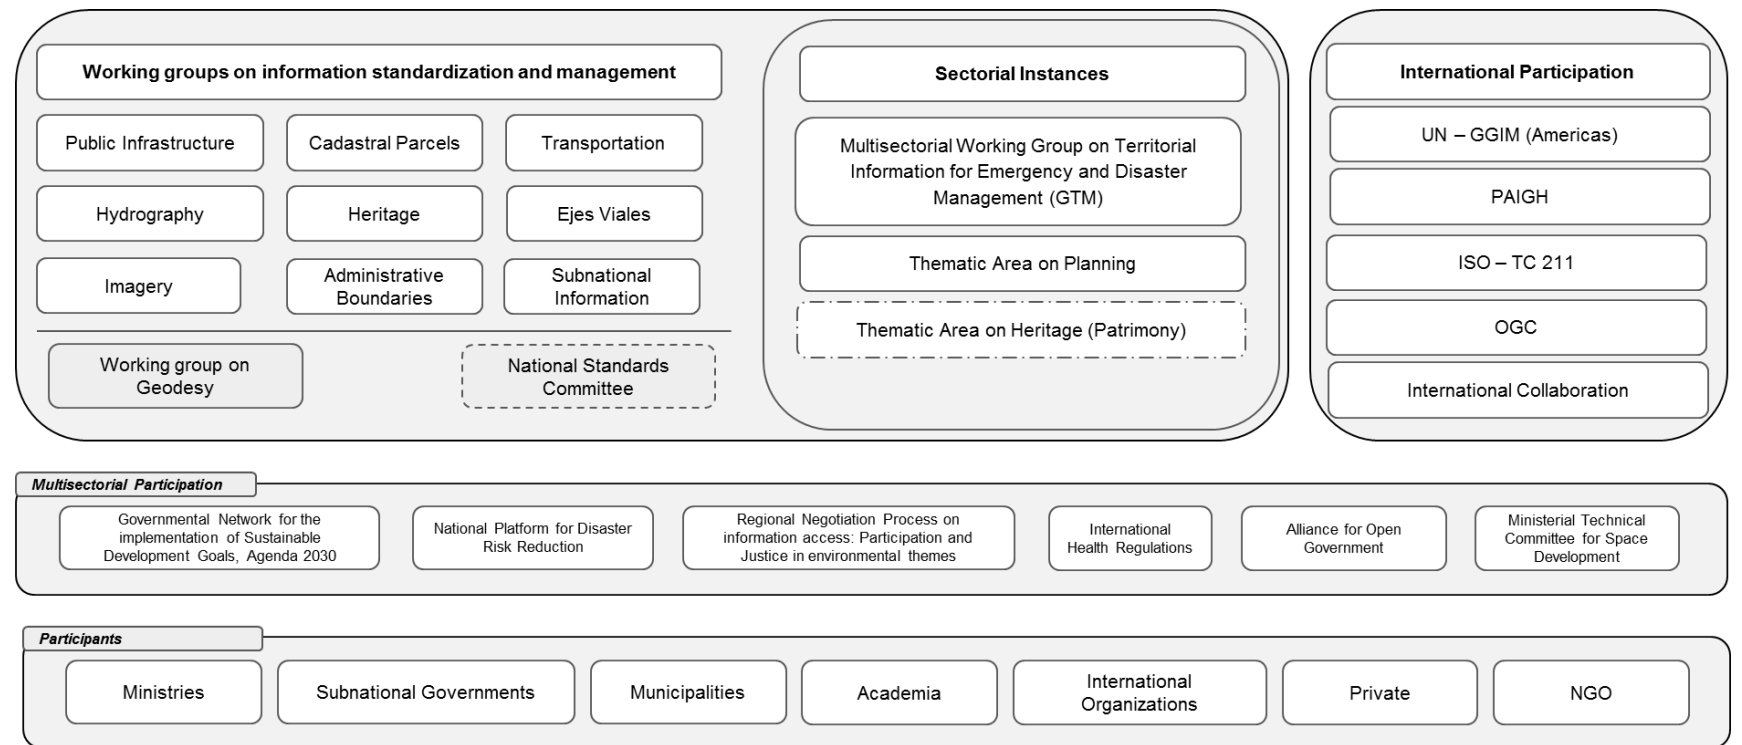 Working groups on information standardization and management
Public Infrastructure
Cadastral Parcels
Transportation
Hydrography
Heritage
Ejes Viales
Imagery
Administrative
Boundaries
Subnational
Information
Working group on
Geodesy
National Standards
Committee
Sectorial Instances
Multisectorial Working Group on Territorial
Information for Emergency and Disaster
Management (GTM)
Thematic Area on Planning
Thematic Area on Heritage (Patrimony)
International Participation
UN – GGIM (Americas)
PAIGH
ISO – TC 211
OGC
International Collaboration
Multisectorial Participation
Governmental Network for the
implementation of Sustainable
Development Goals, Agenda 2030
National Platform for Disaster
Risk Reduction
Regional Negotiation Process on
information access: Participation and
Justice in environmental themes
International
Health Regulations
Alliance for Open
Government
Ministerial Technical
Committee for Space
Development
Participants
Ministries
Subnational Governments
Municipalities
Academia
International
Organizations
Private
NGO